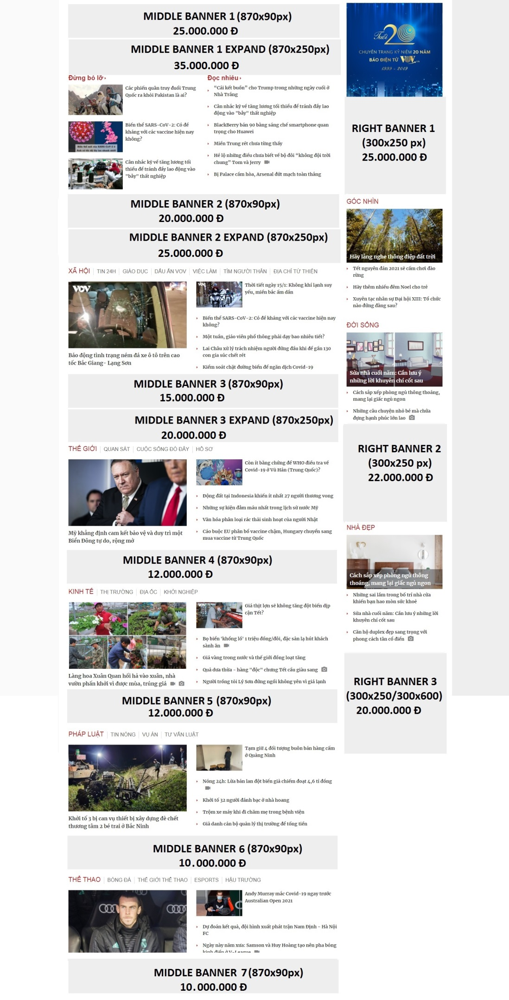 MIDDLE BANNER 1 (870x90px)
25.000.000 Đ
MIDDLE BANNER 1 EXPAND (870x250px)
35.000.000 Đ
Đừng bỏ lỡ
Các phiến quân truy đuổi Trung
Quốc ra khỏi Pakistan là ai?
Biến thể SARS-CoV-2: Có đề
kháng với các vaccine hiện nay
không?
Cân nhắc kỹ về tăng lương tối
thiểu để tránh đẩy lao động vào
"bẫy" thất nghiệp
Đọc nhiều
“Cái kết buồn” cho Trump trong những ngày cuối ở
Nhà Trắng
Cân nhắc kỹ về tăng lương tối thiểu để tránh đẩy lao
động vào "bẫy" thất nghiệp
BlackBerry bán 90 bằng sáng chế smartphone quan
trọng cho Huawei
Miền Trung rét chưa từng thấy
Hé lộ những điều chưa biết về bộ đôi “không đội trời
chung” Tom và Jerry
Bị Palace cầm hòa, Arsenal đứt mạch toàn thắng
Tuổi 20
CHUYÊN TRANG KỶ NIỆM 20 NĂM
BÁO ĐIỆN TỬ VOV.VN
1999 - 2019
RIGHT BANNER 1
(300x250 px)
25.000.000 Đ
MIDDLE BANNER 2 (870x90px)
20.000.000 Đ
MIDDLE BANNER 2 EXPAND (870x250px)
25.000.000 Đ
GÓC NHÌN
Hãy lắng nghe thông điệp đất trời
Tết nguyên đán 2021 sẽ cấm chơi đào
rừng
Hãy thêm nhiều đêm Noel cho trẻ
Xuyên tạc nhân sự Đại hội XIII: Tổ chức
nào đứng đằng sau?
XÃ HỘI
TIN 24H
GIÁO DỤC
DẤU ẤN VOV
VIỆC LÀM
TÌM NGƯỜI THÂN
ĐỊA CHỈ TỪ THIỆN
VOV
Báo động tình trạng ném đá xe ô tô trên cao
tốc Bắc Giang- Lạng Sơn
Thời tiết ngày 15/1: Không khí lạnh suy
yếu, miền bắc ấm dần
Biến thể SARS-CoV-2: Có đề kháng với các vaccine hiện nay
không?
Một tuần, giáo viên phổ thông phải dạy bao nhiêu tiết?
Lai Châu xử lý trách nhiệm người đứng đầu khi để gần 130
con gia súc chết rét
Kiểm soát chặt đường biển để ngăn dịch Covid-19
ĐỜI SỐNG
Sửa nhà cuối năm: Cần lưu ý
những lời khuyên chí cốt sau
Cách sắp xếp phòng ngủ thông thoáng,
mang lại giấc ngủ ngon
Những câu chuyện nhỏ bé mà chứa
đựng hạnh phúc lớn lao
MIDDLE BANNER 3 (870x90px)
15.000.000 Đ
MIDDLE BANNER 3 EXPAND (870x250px)
20.000.000 Đ
RIGHT BANNER 2
(300x250 px)
22.000.000 Đ
THẾ GIỚI
QUAN SÁT
CUỘC SỐNG ĐÓ ĐÂY
HỒ SƠ
Mỹ khẳng định cam kết bảo vệ và duy trì một
Biển Đông tự do, rộng mở
Còn ít bằng chứng để WHO điều tra về
Covid-19 ở Vũ Hán (Trung Quốc)?
Động đất tại Indonesia khiến ít nhất 27 người thương vong
Những sự kiện đẫm máu nhất trong lịch sử nước Mỹ
Văn hóa phân loại rác thải sinh hoạt của người Nhật
Cáo buộc EU phân bổ vaccine chậm, Hungary chuyển sang
mua vaccine từ Trung Quốc
NHÀ ĐẸP
Cách sắp xếp phòng ngủ thông
thoáng, mang lại giấc ngủ ngon
Những sai lầm trong bố trí nhà cửa
khiến bạn hao mòn sức khoẻ
Sửa nhà cuối năm: Cần lưu ý những lời
khuyên chí cốt sau
Căn hộ duplex đẹp sang trọng với
phong cách tân cổ điển
MIDDLE BANNER 4 (870x90px)
12.000.000 Đ
KINH TẾ
THỊ TRƯỜNG
ĐỊA ỐC
KHỞI NGHIỆP
Làng hoa Xuân Quan hối hả vào xuân, nhà
vườn phấn khởi vì được mùa, trúng giá
Giá thịt lợn sẽ không tăng đột biến dịp
cận Tết?
Bọ biển 'khổng lồ' 1 triệu đồng/đôi, đặc sản lạ hút khách
sành ăn
Giá vàng trong nước và thế giới đồng loạt tăng
Quả dưa thừa - hàng "độc" chưng Tết cầu giàu sang
Người trồng tỏi Lý Sơn đứng ngồi không yên vì giá lạnh
RIGHT BANNER 3
(300x250/300x600)
20.000.000 Đ
MIDDLE BANNER 5 (870x90px)
12.000.000 Đ
PHÁP LUẬT
TIN NÓNG
VỤ ÁN
TƯ VẤN LUẬT
Khởi tố 3 bị can vụ thiết bị xây dựng đè chết
thương tâm 2 bé trai ở Bắc Ninh
Tạm giữ 4 đối tượng buôn bán hàng cấm
ở Quảng Ninh
Nóng 24h: Lừa bán lan đột biến giả chiếm đoạt 4,6 tỉ đồng
Khởi tố 32 người đánh bạc ở nhà hoang
Trộm xe máy khi đi chăm mẹ trong bệnh viện
Giả danh cán bộ quản lý thị trường để tống tiền
MIDDLE BANNER 6 (870x90px)
10.000.000 Đ
THỂ THAO
BÓNG ĐÁ
THẾ GIỚI THỂ THAO
ESPORTS
HẬU TRƯỜNG
Andy Murray mắc Covid-19 ngay trước
Australian Open 2021
Dự đoán kết quả, đội hình xuất phát trận Nam Định - Hà Nội
FC
Ngày này năm xưa: Samson và Huy Hoàng tạo nên pha bóng
kinh điển ở V-League
MIDDLE BANNER 7 (870x90px)
10.000.000 Đ